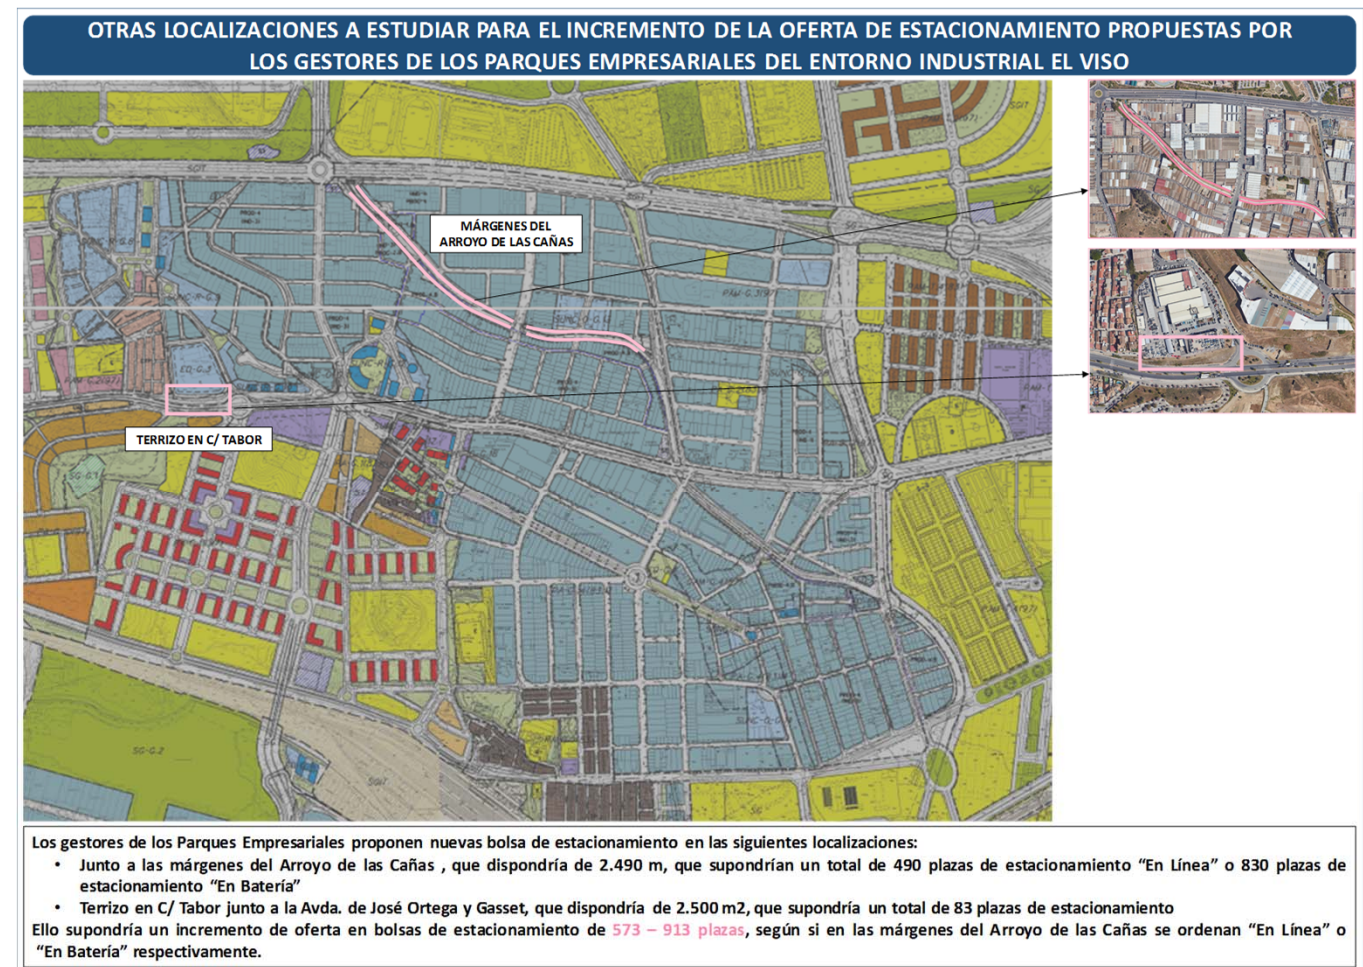 OTRAS LOCALIZACIONES A ESTUDIAR PARA EL INCREMENTO DE LA OFERTA DE ESTACIONAMIENTO PROPUESTAS POR
LOS GESTORES DE LOS PARQUES EMPRESARIALES DEL ENTORNO INDUSTRIAL EL VISO
MÁRGENES DEL
ARROYO DE LAS CAÑAS
TERRIZO EN C/ TABOR
SG-G.2
Los gestores de los Parques Empresariales proponen nuevas bolsa de estacionamiento en las siguientes localizaciones:
• Junto a las márgenes del Arroyo de las Cañas , que dispondría de 2.490 m, que supondrían un total de 490 plazas de estacionamiento “En Línea” o 830 plazas de
estacionamiento “En Batería”
• Terrizo en C/ Tabor junto a la Avda. de José Ortega y Gasset, que dispondría de 2.500 m2, que supondría un total de 83 plazas de estacionamiento
Ello supondría un incremento de oferta en bolsas de estacionamiento de 573 – 913 plazas, según si en las márgenes del Arroyo de las Cañas se ordenan “En Línea” o
“En Batería” respectivamente.